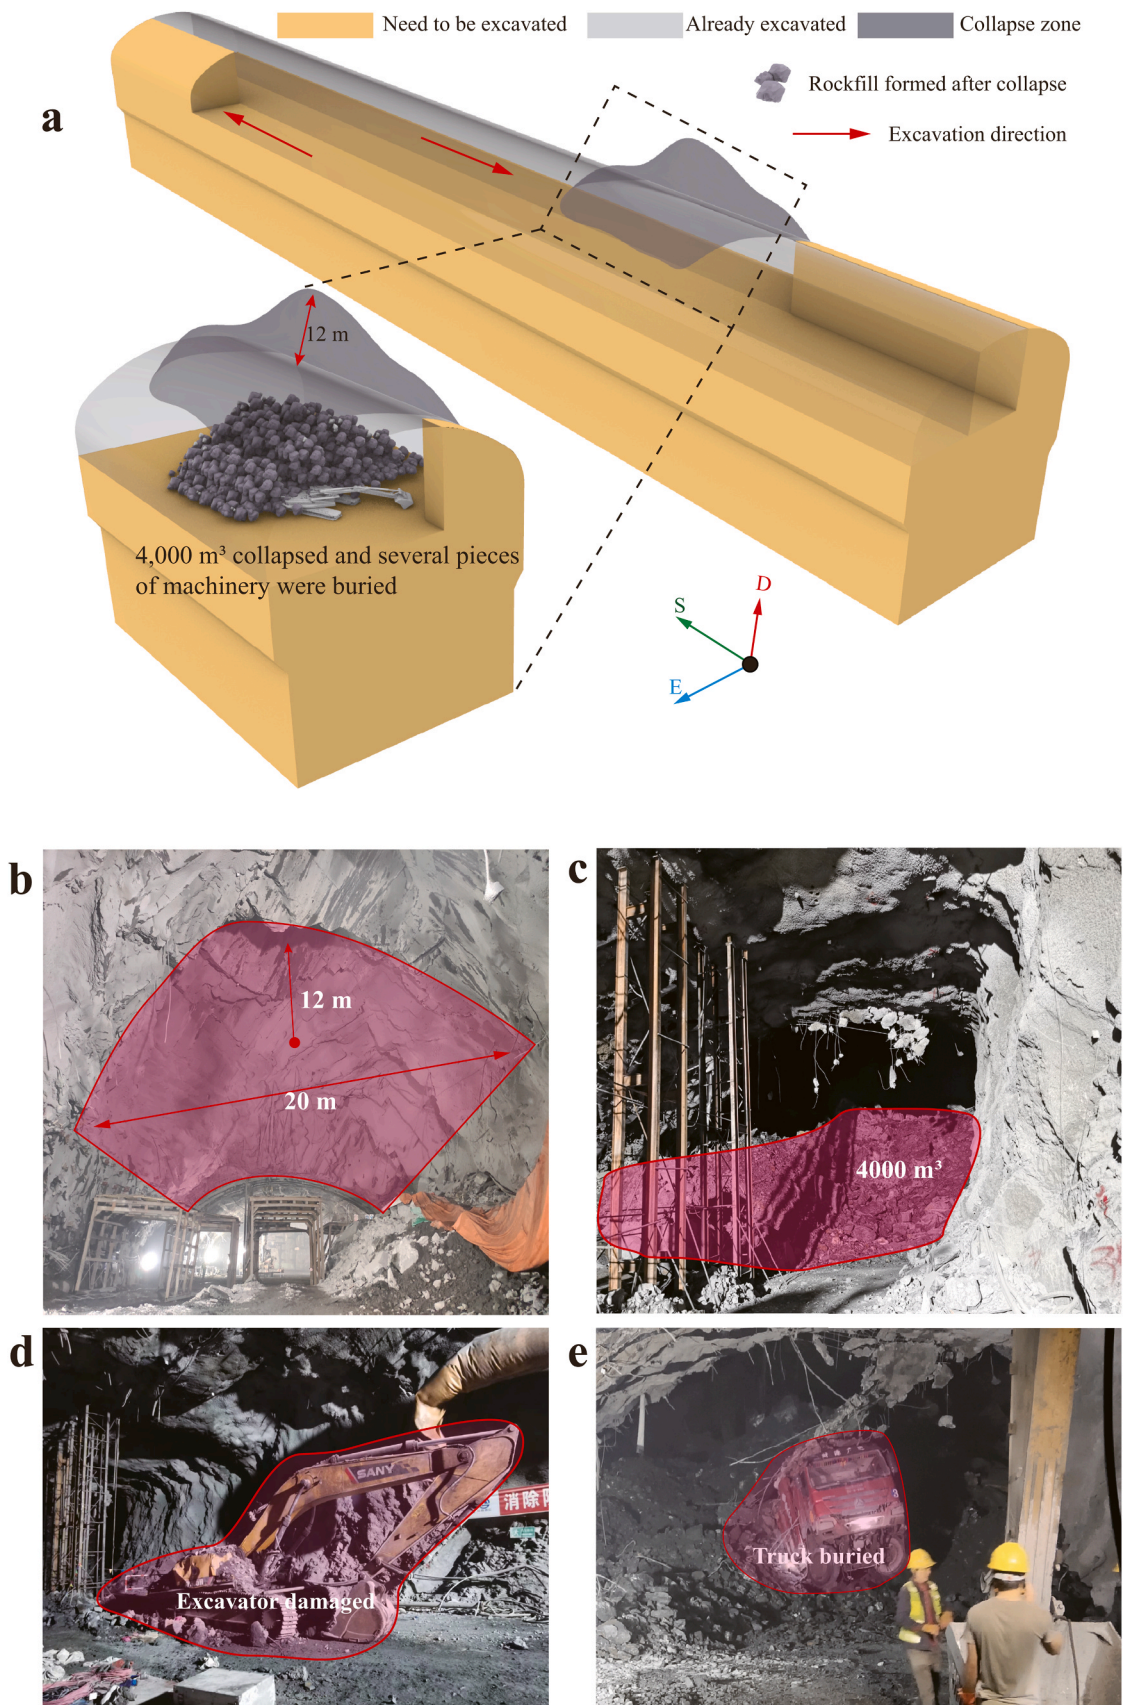 Need to be excavated
Already excavated
Collapse zone
Rockfill formed after collapse
Excavation direction
a
12 m
4,000 m³ collapsed and several pieces
of machinery were buried
D
S
E
b
12 m
20 m
c
4000 m³
d
SANY
消除
Excavator damaged
e
Truck buried